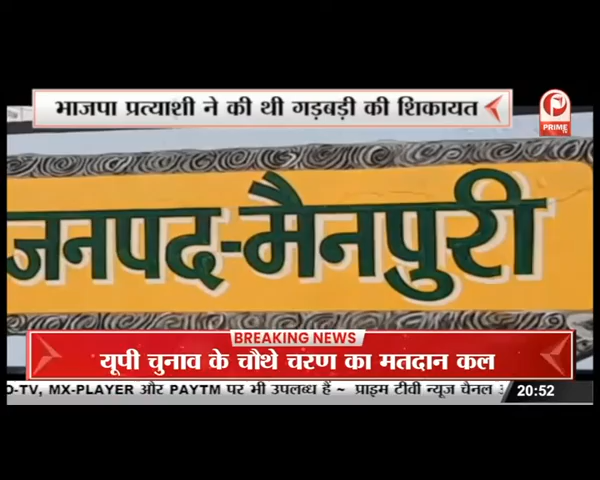 भाजपा प्रत्याशी ने की थी गड़बड़ी की शिकायत
PRIME
जनपद-मैनपुरी
BREAKING NEWS
यूपी चुनाव के चौथे चरण का मतदान कल
O-TV, MX-PLAYER और PAYTM पर भी उपलब्ध हैं ~ प्राइम टीवी न्यूज चैनल
20:52